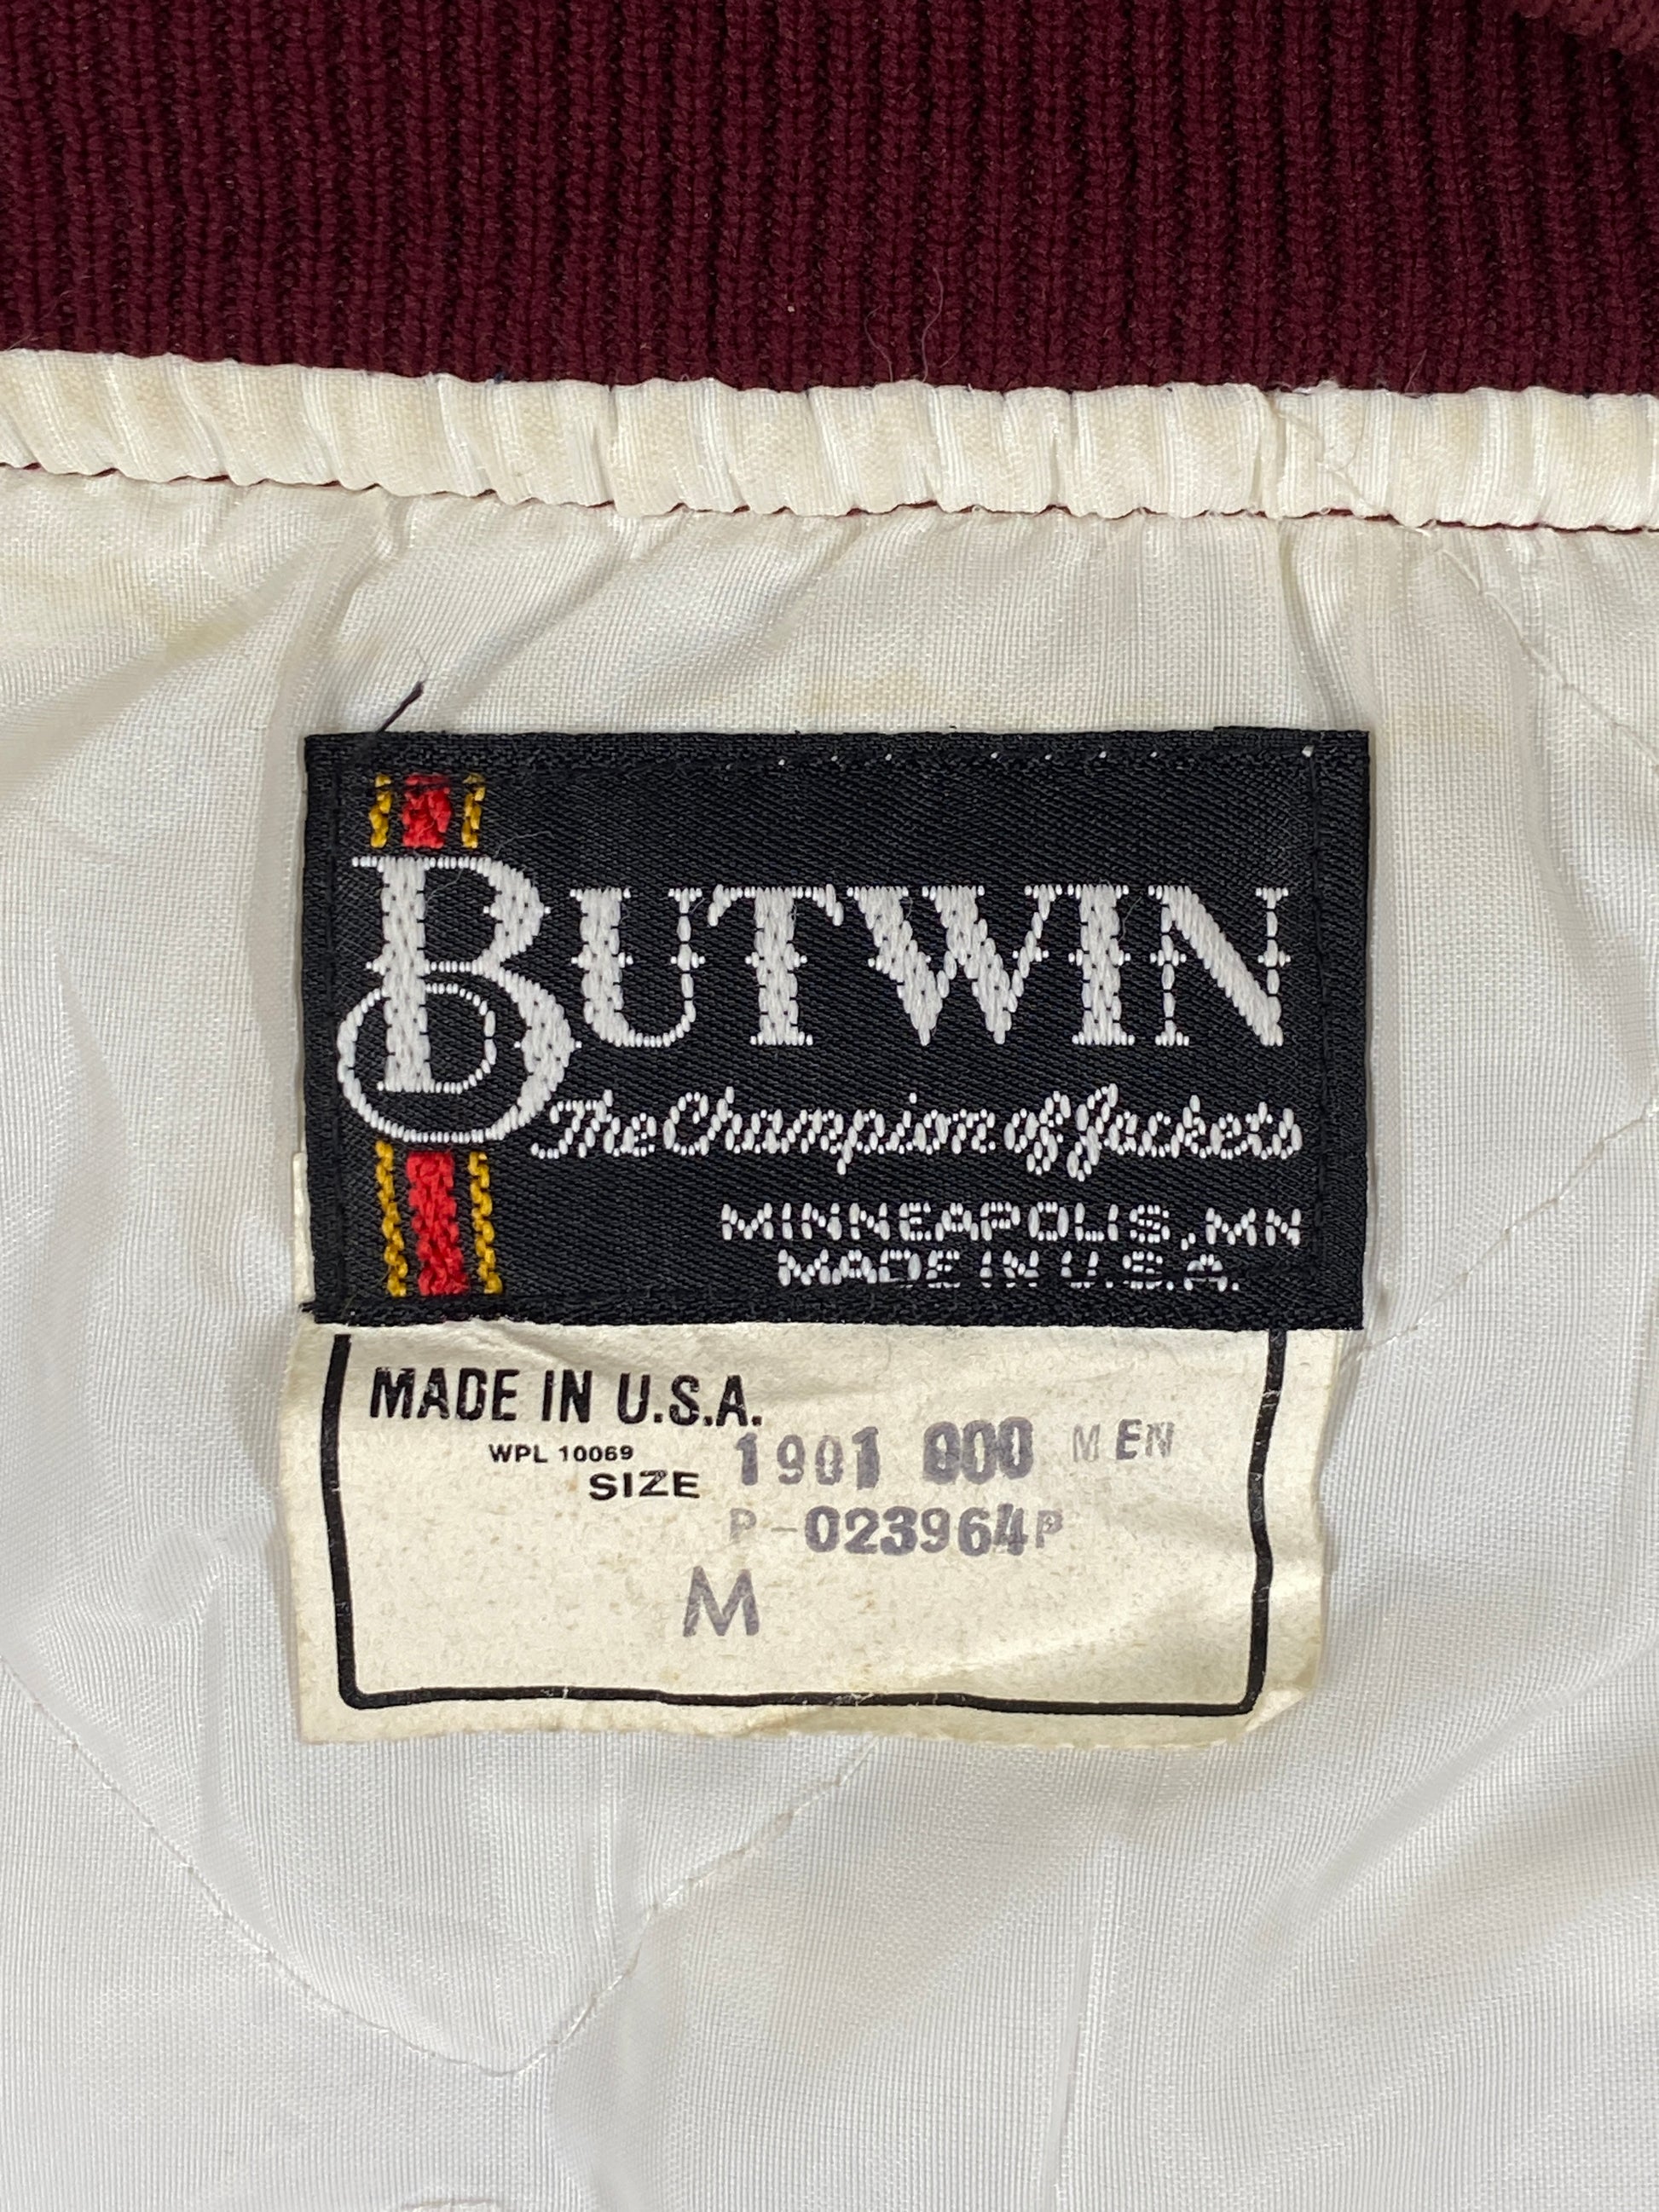 BUTWIN
The Champion of Jackets
MINNEAPOLIS, MN
MADE IN U.S.A.
MADE IN U.S.A.
WPL 10069
SIZE 1901 000 MEN
P-023964P
M